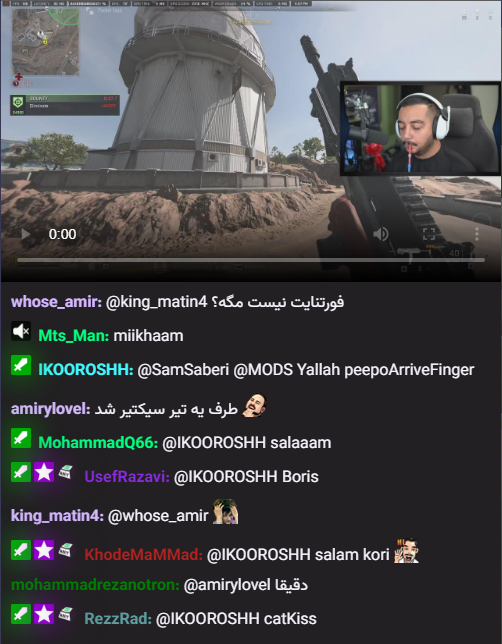 BOUNTY
0:00
whose_amir: @king_matin4 فورتنایت نیست مگه؟
Mts_Man: miikhaam
IKOOROSHH: @SamSaberi @MODS Yallah peepoArriveFinger
amirylovel: طرف یه تیر سیکتیر شد
MohammadQ66: @IKOOROSHH salaaam
UsefRazavi: @IKOOROSHH Boris
king_matin4: @whose_amir
KhodeMaMMad: @IKOOROSHH salam kori
mohammadrezanotron: @amirylovel دقیقا
RezzRad: @IKOOROSHH catKiss